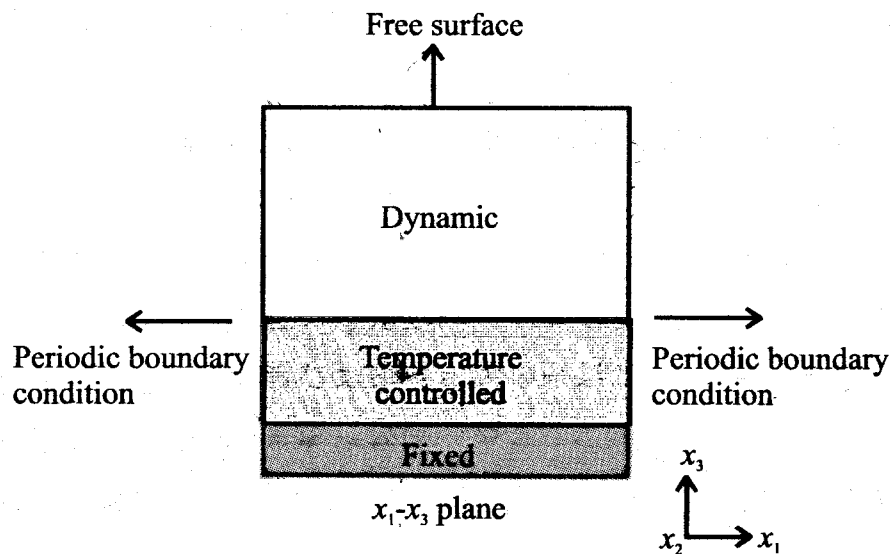 Free surface
Dynamic
Periodic boundary
condition
Temperature
controlled
Periodic boundary
condition
Fixed
x₁-x₃ plane
x₃
x₂
x₁